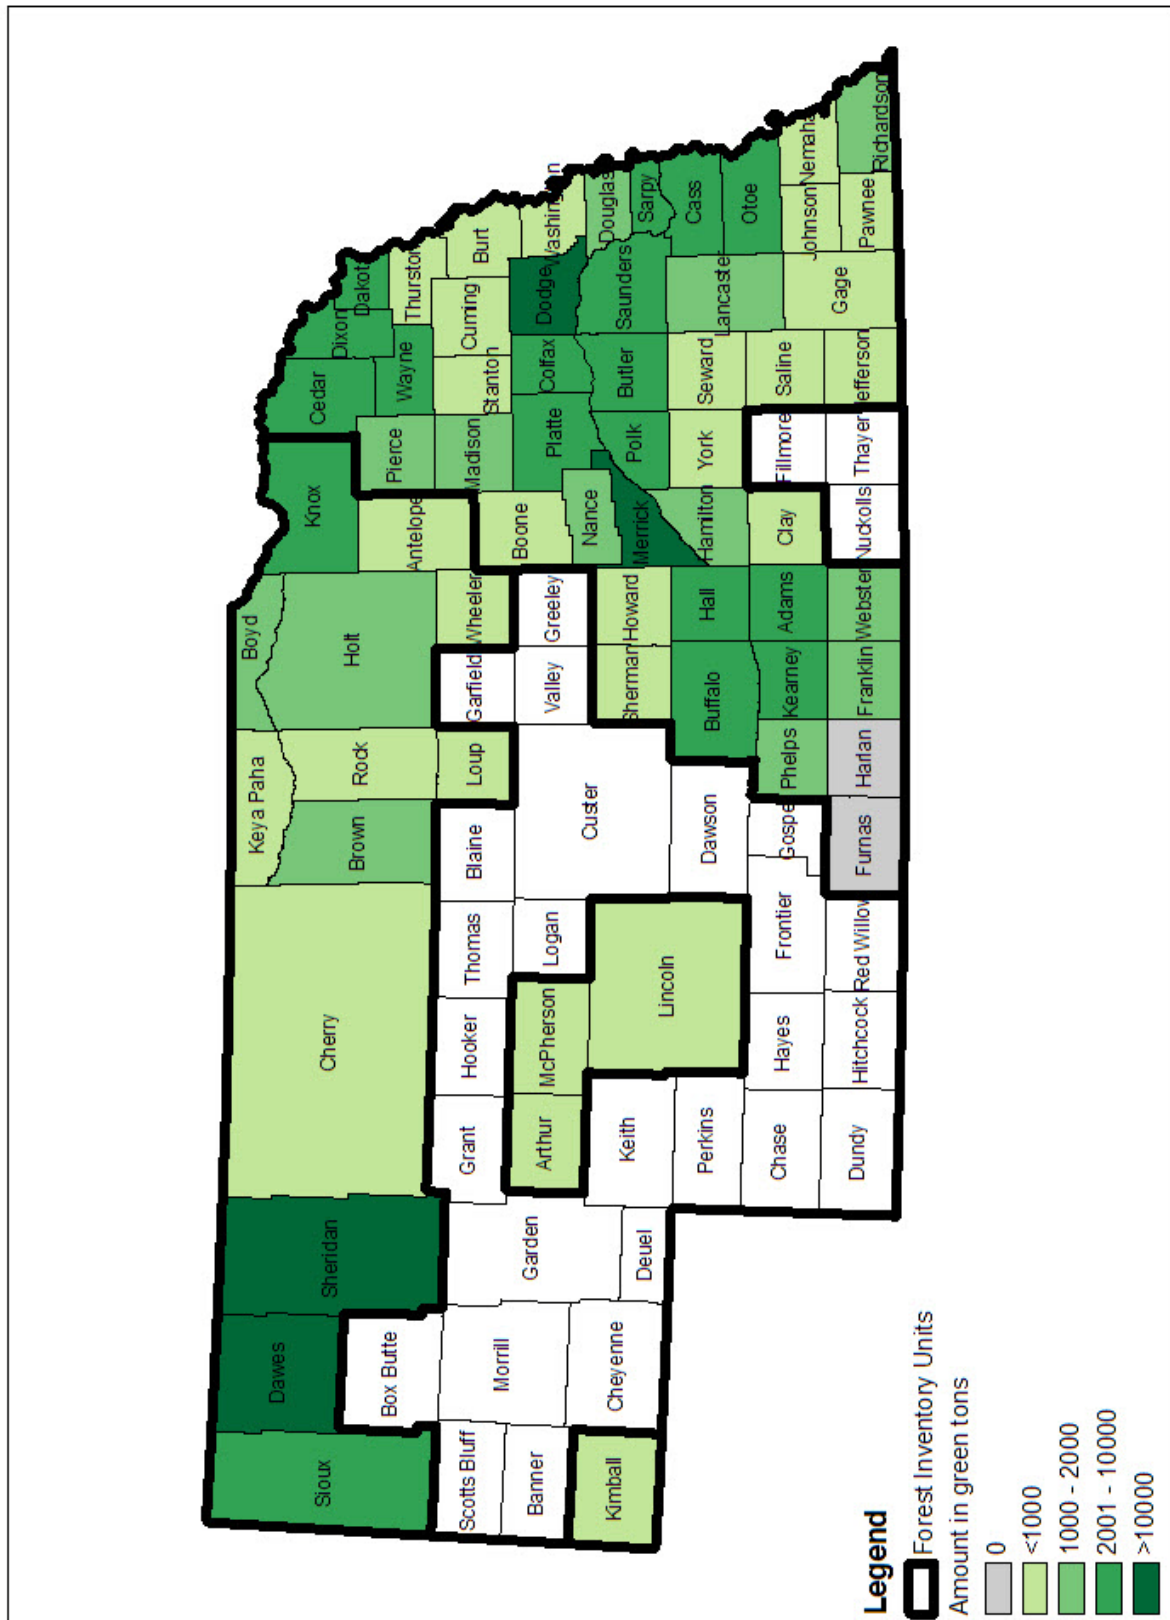 Sioux
Dawes
Sheridan
Cherry
Keya Paha
Boyd
Brown
Rock
Holt
Knox
Cedar
Dixon
Dakot
Box Butte
Antelope
Pierce
Wayne
Thurston
Scotts Bluff
Morrill
Garden
Grant
Hooker
Thomas
Blaine
Loup
Garfield
Wheeler
Madison
Stanton
Cuming
Burt
Banner
Arthur
McPherson
Logan
Custer
Valley
Greeley
Boone
Nance
Platte
Colfax
Dodge
Washin
n
Kimball
Cheyenne
Deuel
Keith
Lincoln
Sherman
Howard
Merrick
Polk
Butler
Saunders
Douglas
Sarpy
Perkins
Dawson
Buffalo
Hall
Hamilton
York
Seward
Lancaster
Cass
Otoe
Chase
Hayes
Frontier
Gospe
Phelps
Kearney
Adams
Clay
Fillmore
Saline
Gage
Johnson
Nemaha
Dundy
Hitchcock
Red Willow
Furnas
Harlan
Franklin
Webster
Nuckolls
Thayer
Jefferson
Pawnee
Richardson
Legend
Forest Inventory Units
Amount in green tons
0
<1000
1000 - 2000
2001 - 10000
>10000